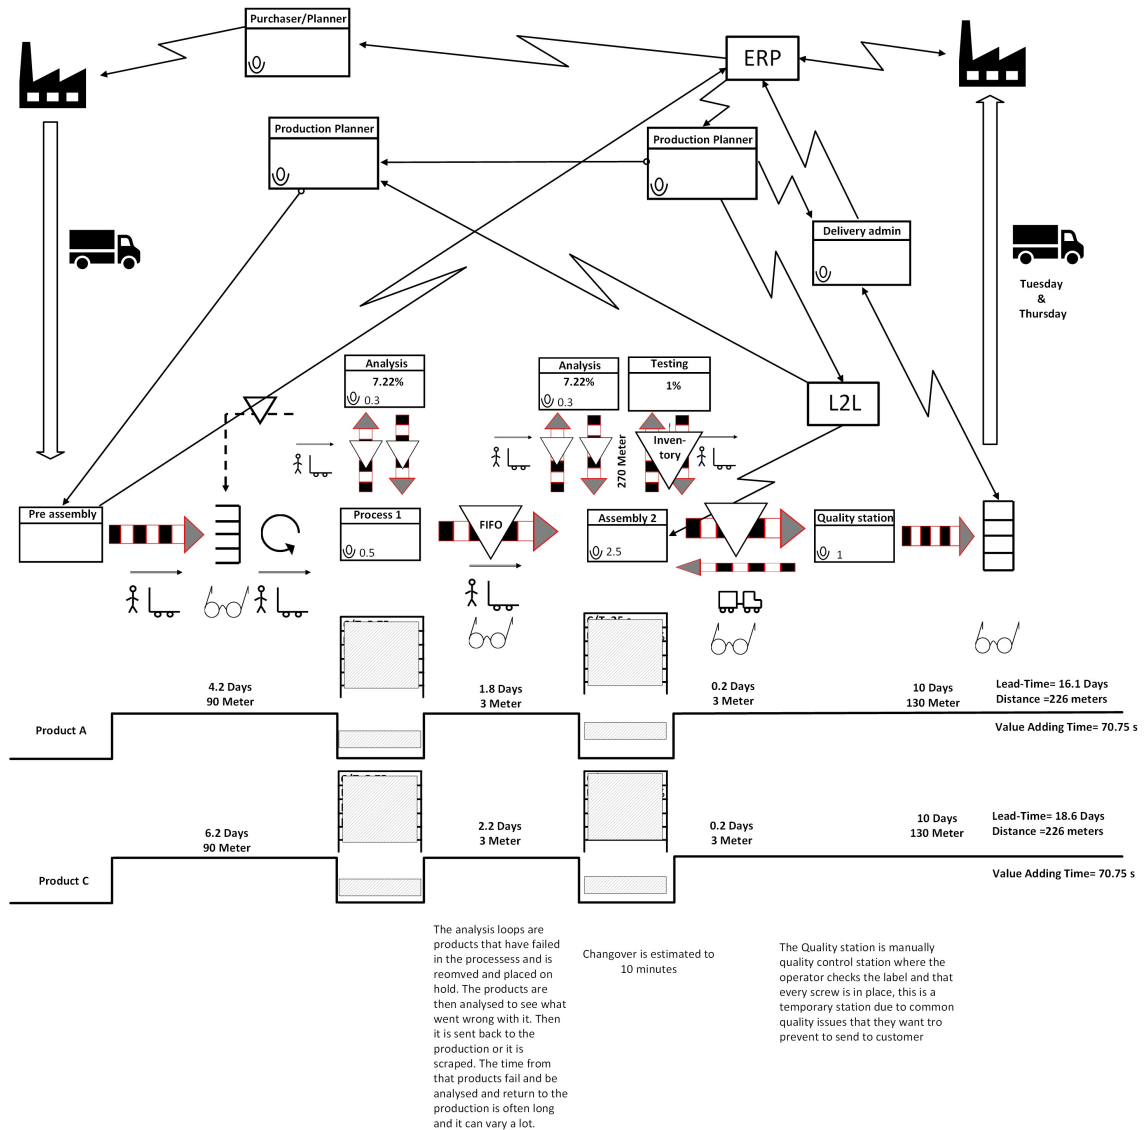 Purchaser/Planner
ERP
Production Planner
Production Planner
Delivery admin
Tuesday
&
Thursday
Analysis
7.22%
0.3
Analysis
7.22%
0.3
Testing
1%
L2L
270 Meter
Inven-
tory
Pre assembly
Process 1
0.5
FIFO
Assembly 2
2.5
Quality station
1
4.2 Days
90 Meter
1.8 Days
3 Meter
0.2 Days
3 Meter
10 Days
130 Meter
Lead-Time= 16.1 Days
Distance =226 meters
Product A
Value Adding Time= 70.75 s
6.2 Days
90 Meter
2.2 Days
3 Meter
0.2 Days
3 Meter
10 Days
130 Meter
Lead-Time= 18.6 Days
Distance =226 meters
Product C
Value Adding Time= 70.75 s
The analysis loops are
products that have failed
in the processess and is
reomved and placed on
hold. The products are
then analysed to see what
went wrong with it. Then
it is sent back to the
production or it is
scraped. The time from
that products fail and be
analysed and return to the
production is often long
and it can vary a lot.
Changover is estimated to
10 minutes
The Quality station is manually
quality control station where the
operator checks the label and that
every screw is in place, this is a
temporary station due to common
quality issues that they want tro
prevent to send to customer